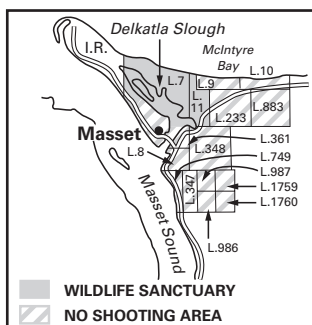 Delkatla Slough
McIntyre
Bay
I.R.
L.7
L.9
L.10
L.
11
L.883
L.233
Masset
L.361
L.8
L.348
L.749
L.987
L.347
L.1759
L.1760
Masset Sound
L.986
WILDLIFE SANCTUARY
NO SHOOTING AREA